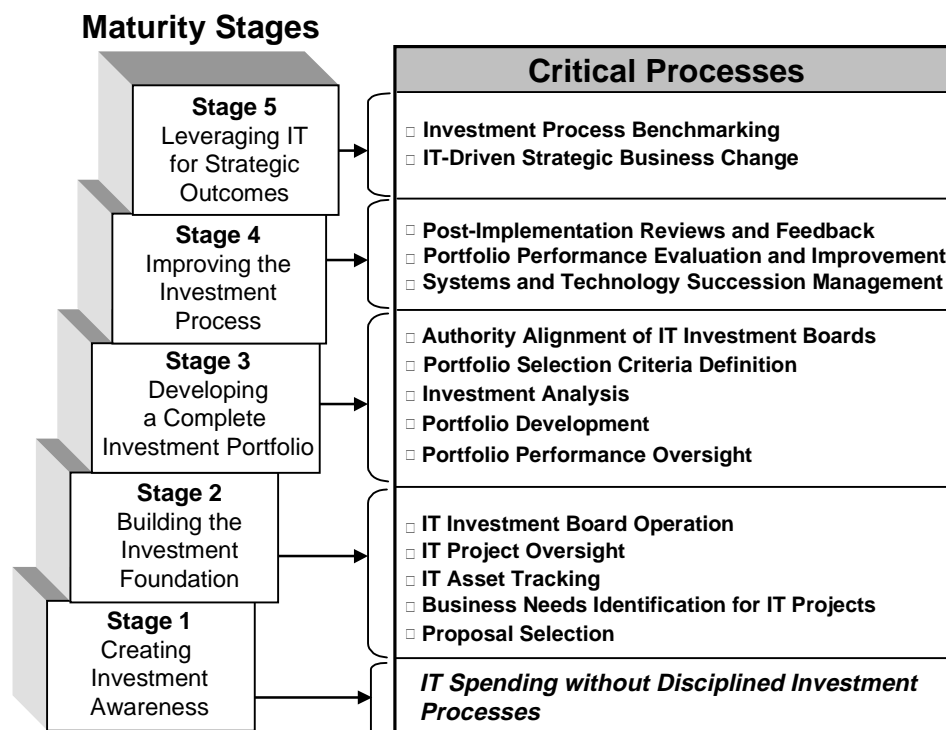 Maturity Stages
Critical Processes
Stage 5
Leveraging IT
for Strategic
Outcomes
Investment Process Benchmarking
IT-Driven Strategic Business Change
Stage 4
Improving the
Investment
Process
Post-Implementation Reviews and Feedback
Portfolio Performance Evaluation and Improvement
Systems and Technology Succession Management
Stage 3
Developing
a Complete
Investment Portfolio
Authority Alignment of IT Investment Boards
Portfolio Selection Criteria Definition
Investment Analysis
Portfolio Development
Portfolio Performance Oversight
Stage 2
Building the
Investment
Foundation
IT Investment Board Operation
IT Project Oversight
IT Asset Tracking
Business Needs Identification for IT Projects
Proposal Selection
Stage 1
Creating
Investment
Awareness
IT Spending without Disciplined Investment
Processes